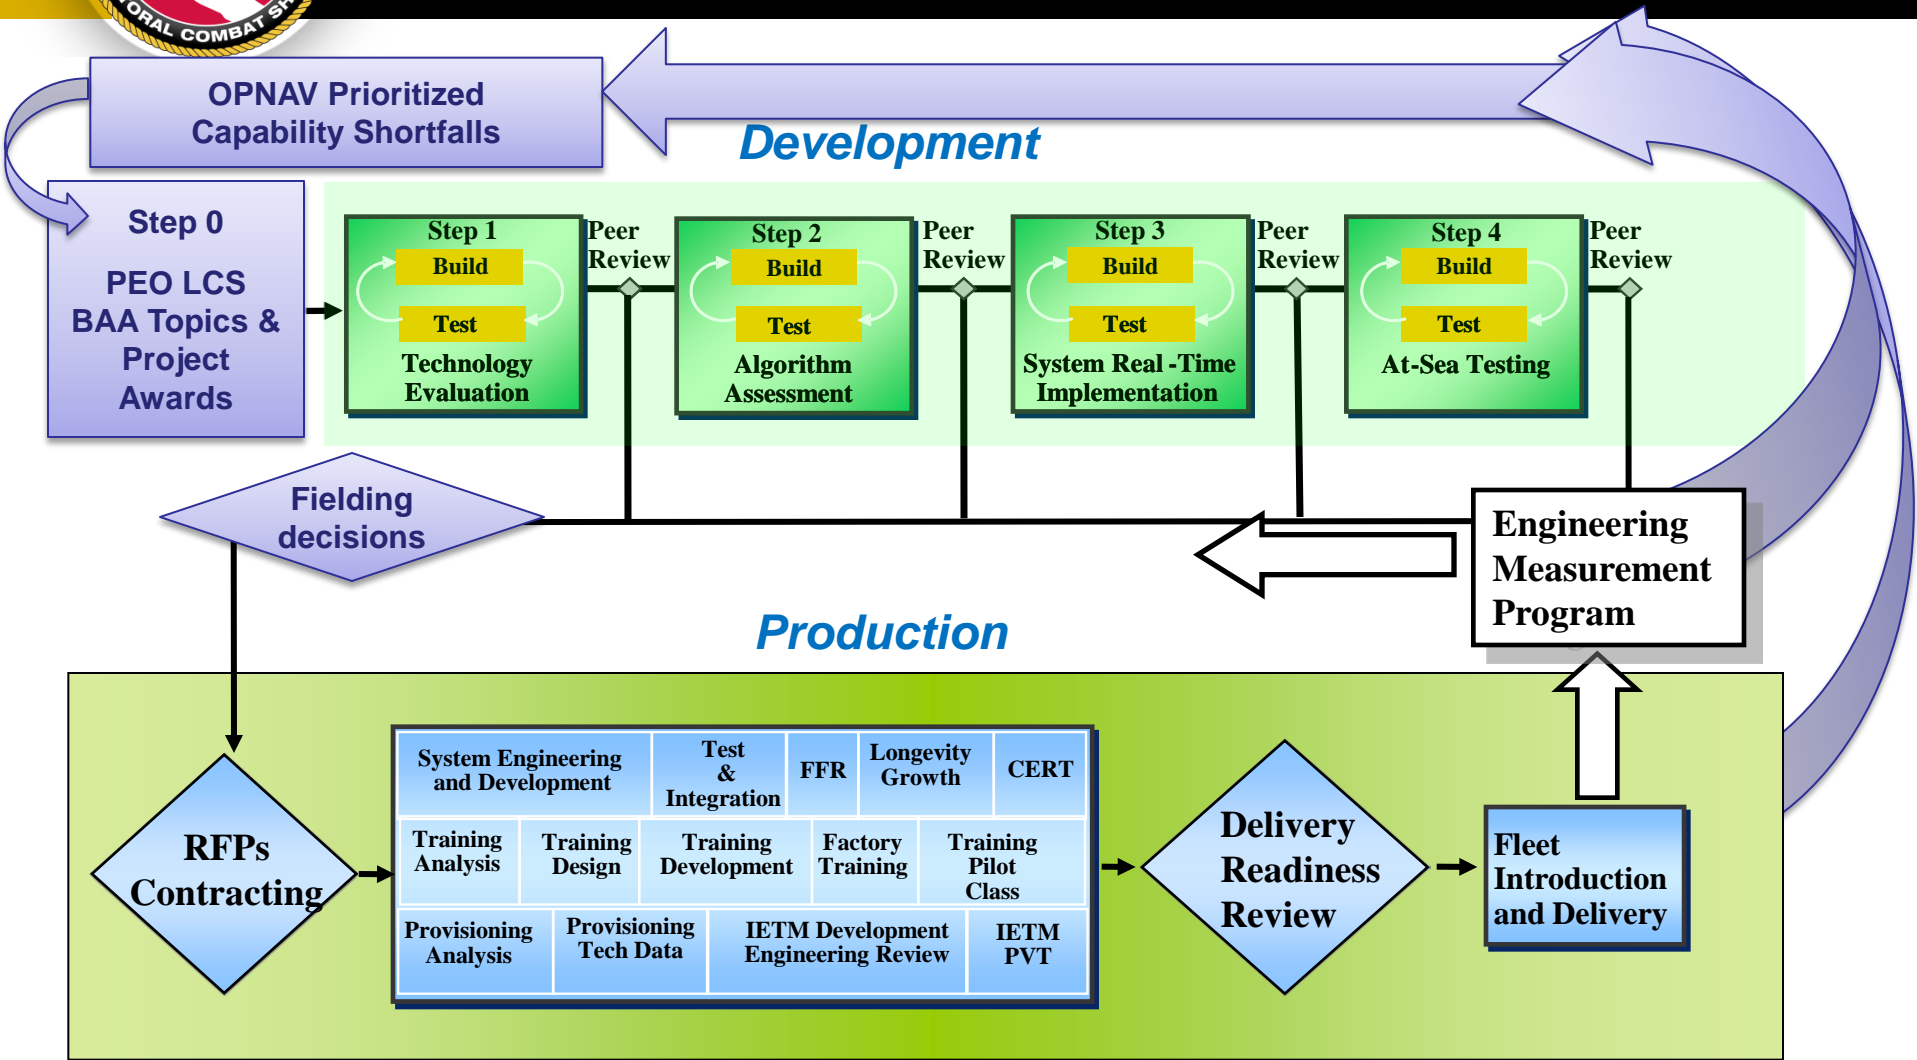 TORAL COMBAT SH
OPNAV Prioritized
Capability Shortfalls
Development
Step 0
PEO LCS
BAA Topics &
Project
Awards
Step 1
Build
Test
Technology
Evaluation
Peer
Review
Step 2
Build
Test
Algorithm
Assessment
Peer
Review
Step 3
Build
Test
System Real -Time
Implementation
Peer
Review
Step 4
Build
Test
At-Sea Testing
Peer
Review
Fielding
decisions
Engineering
Measurement
Program
Production
RFPs
Contracting
System Engineering
and Development
Test
&
Integration
FFR
Longevity
Growth
CERT
Training
Analysis
Training
Design
Training
Development
Factory
Training
Training
Pilot
Class
Provisioning
Analysis
Provisioning
Tech Data
IETM Development
Engineering Review
IETM
PVT
Delivery
Readiness
Review
Fleet
Introduction
and Delivery